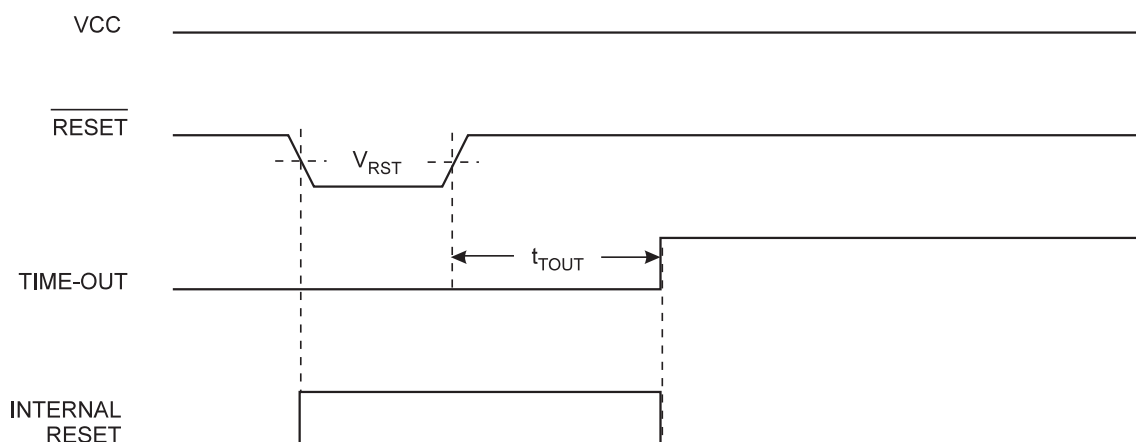 VCC
RESET
VRST
tTOUT
TIME-OUT
INTERNAL
RESET